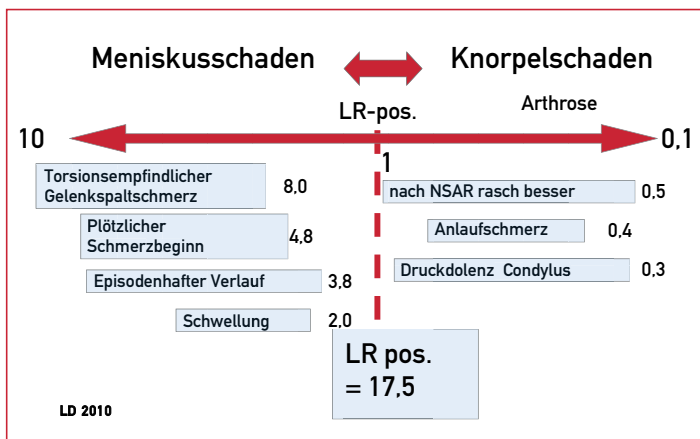 Meniskusschaden
Knorpelschaden
LR-pos.
Arthrose
10
0,1
1
Torsionsempfindlicher
Gelenkspaltschmerz
8,0
Plötzlicher
Schmerzbeginn
4,8
Episodenhafter Verlauf
3,8
Schwellung
2,0
nach NSAR rasch besser
0,5
Anlaufschmerz
0,4
Druckdolenz Condylus
0,3
LR pos.
= 17,5
LD 2010